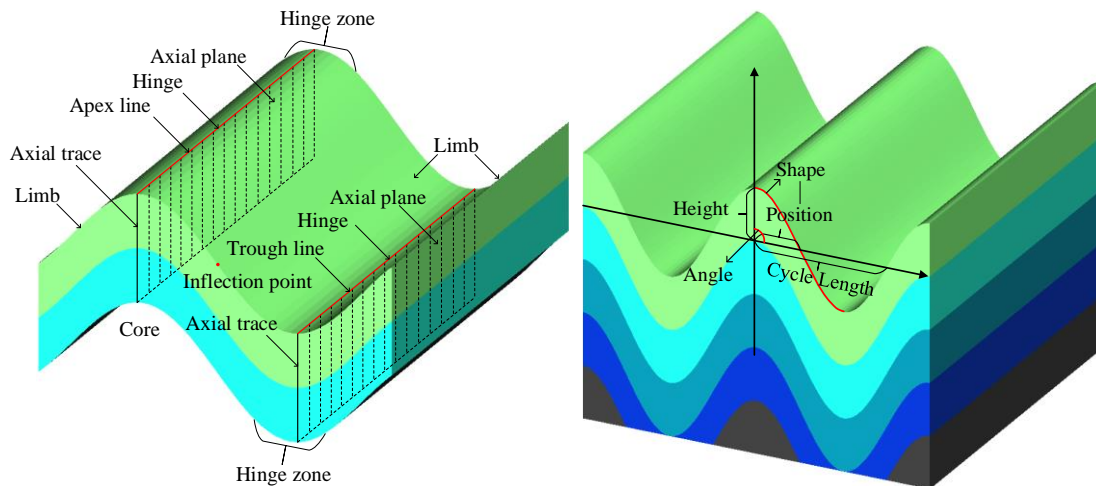 Hinge zone
Axial plane
Hinge
Apex line
Axial trace
Limb
Limb
Axial plane
Hinge
Trough line
Inflection point
Axial trace
Core
Hinge zone
Shape
Height
Position
Angle
Cycle Length